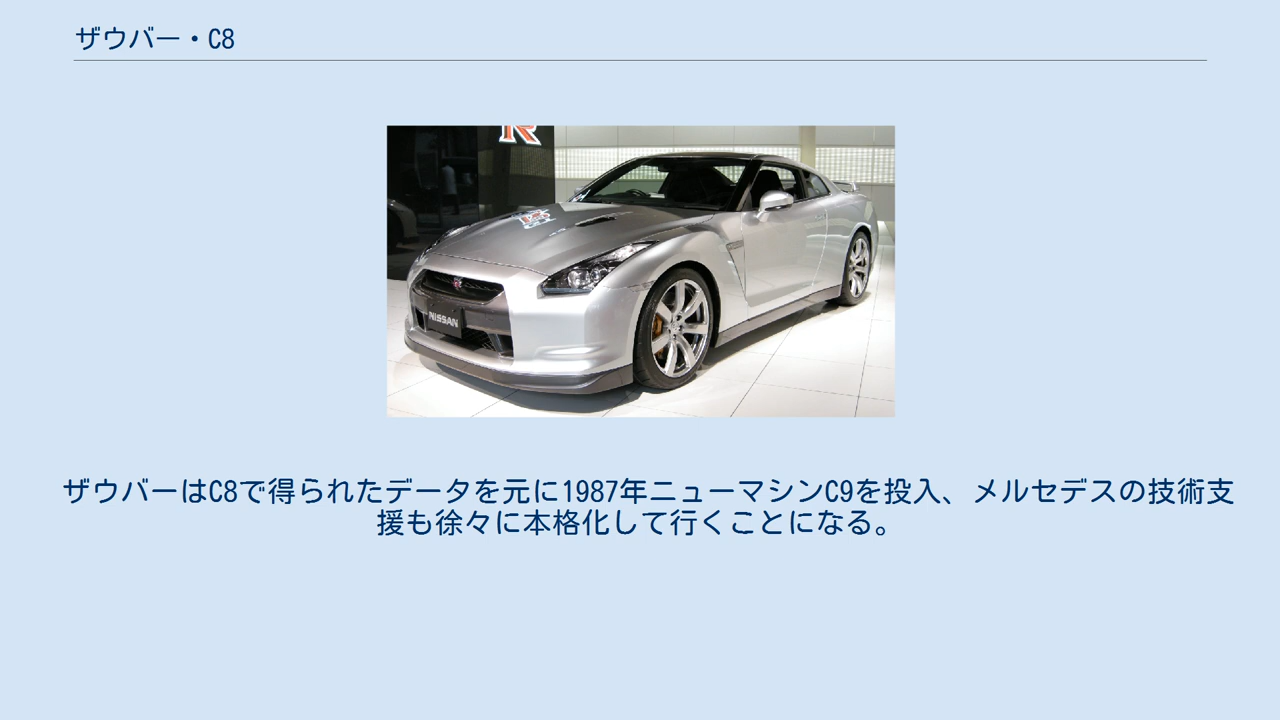 ザウバー・C8
R
NISSAN
ザウバーはC8で得られたデータを元に1987年ニューマシンC9を投入、メルセデスの技術支
援も徐々に本格化して行くことになる。